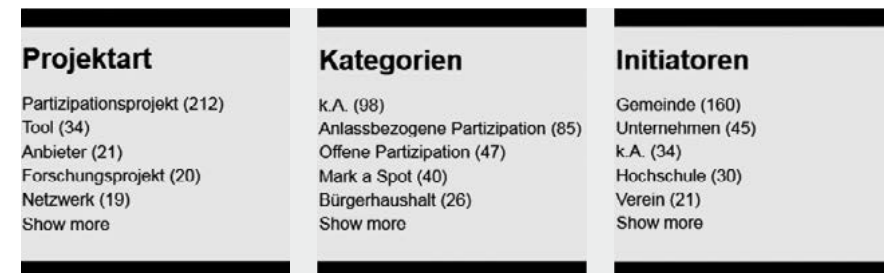 Projektart
Partizipationsprojekt (212)
Tool (34)
Anbieter (21)
Forschungsprojekt (20)
Netzwerk (19)
Show more
Kategorien
k.A. (98)
Anlassbezogene Partizipation (85)
Offene Partizipation (47)
Mark a Spot (40)
Bürgerhaushalt (26)
Show more
Initiatoren
Gemeinde (160)
Unternehmen (45)
k.A. (34)
Hochschule (30)
Verein (21)
Show more